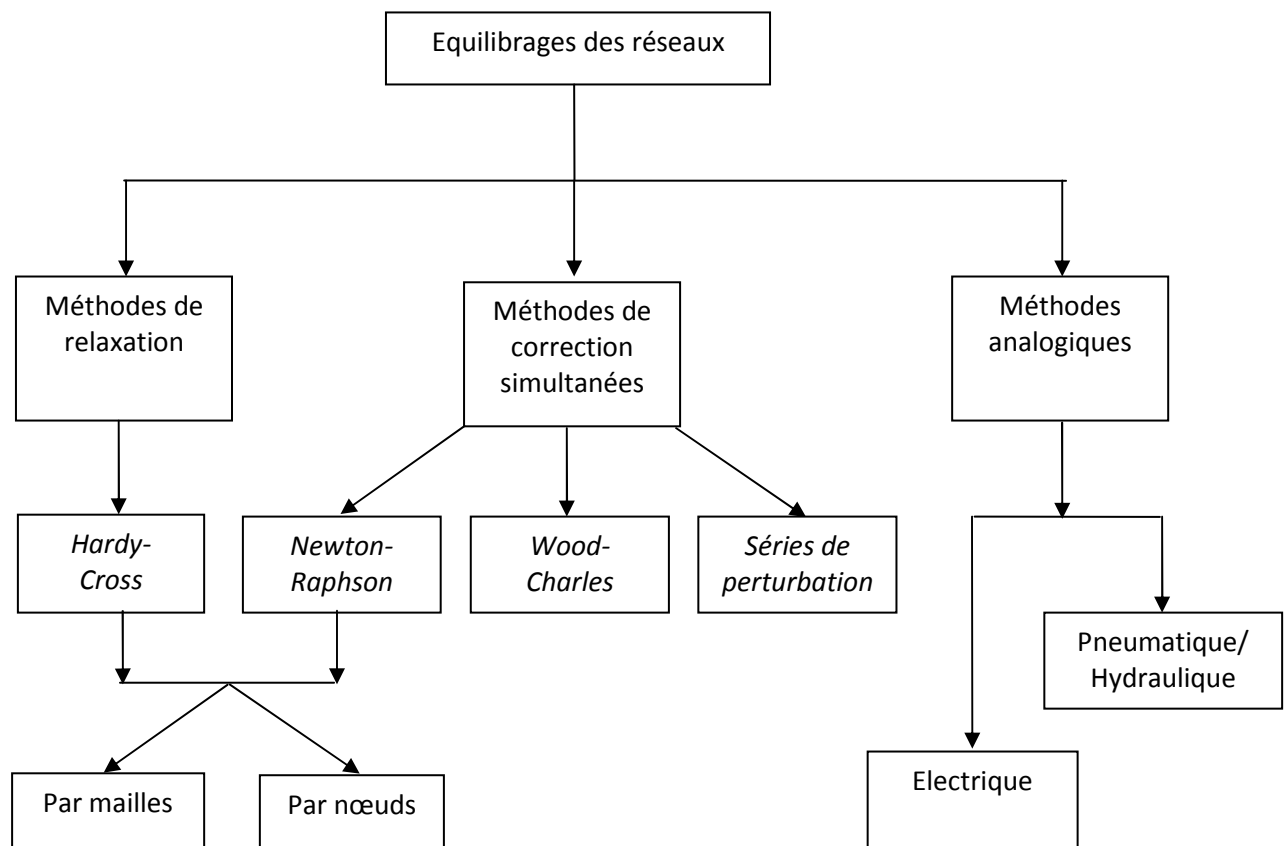 Equilibrages des réseaux
Méthodes de
relaxation
Méthodes de
correction
simultanées
Méthodes
analogiques
Hardy-
Cross
Newton-
Raphson
Wood-
Charles
Séries de
perturbation
Pneumatique/
Hydraulique
Par mailles
Par nœuds
Electrique